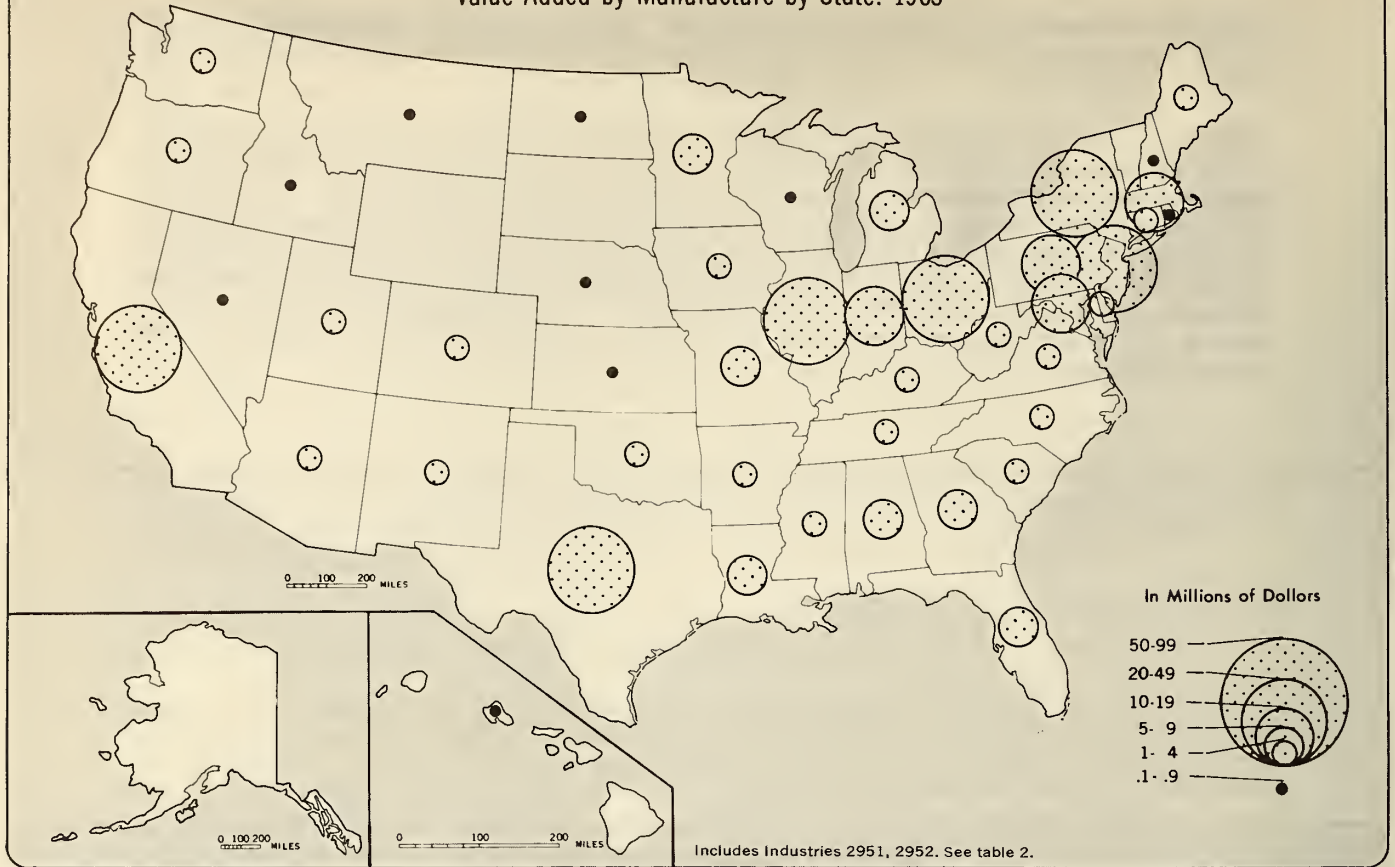 Value Added by Manufacture by State: 1963
0 100 200 MILES
In Millions of Dollars
50-99
20-49
10-19
5- 9
1- 4
.1- .9
0 100 200 MILES
0 100 200 MILES
Includes Industries 2951, 2952. See table 2.